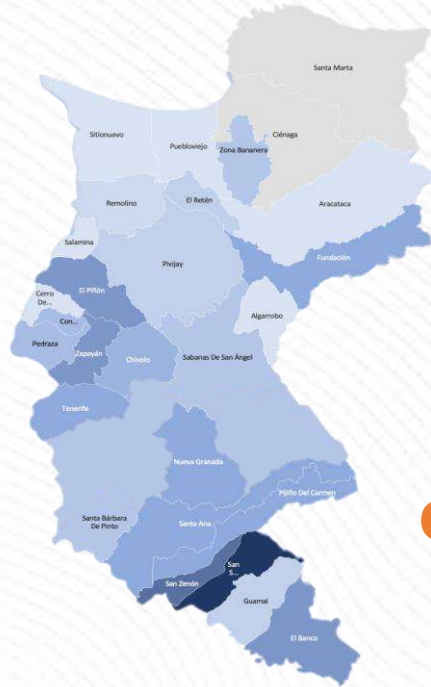 Santa Marta
Sitionuevo
Puebloviejo
Ciénaga
Zona Bananera
Remolino
El Retén
Aracataca
Salamina
Fundación
Pivijay
El Piñón
Cerro
De...
Algarrobo
Con...
Pedraza
Zapayán
Chivolo
Sabanas De San Ángel
Tenerife
Nueva Granada
Pijiño Del Carmen
Santa Bárbara
De Pinto
Santa Ana
San
S...
San Zenón
Guamal
El Banco